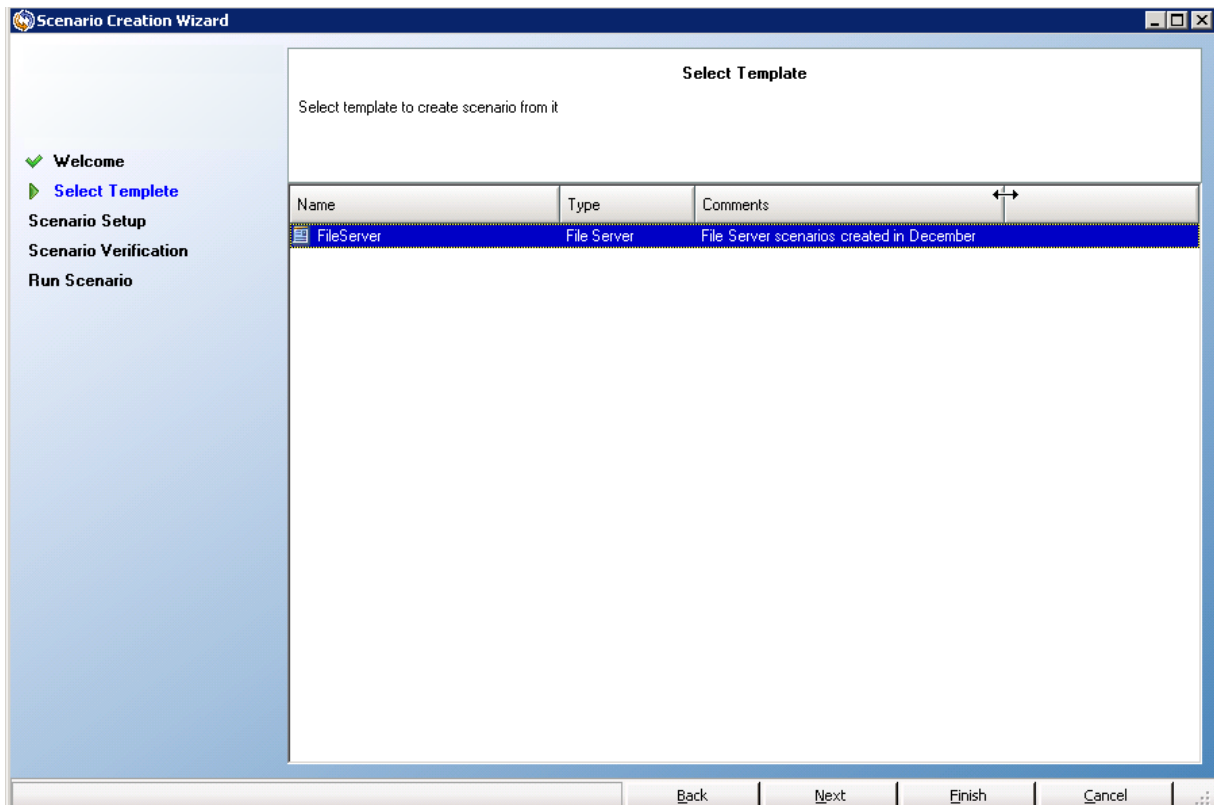 Scenario Creation Wizard
Select Template
Select template to create scenario from it
Welcome
Select Templete
Scenario Setup
Scenario Verification
Run Scenario
Name Type Comments
FileServer File Server File Server scenarios created in December
Back Next Finish Cancel